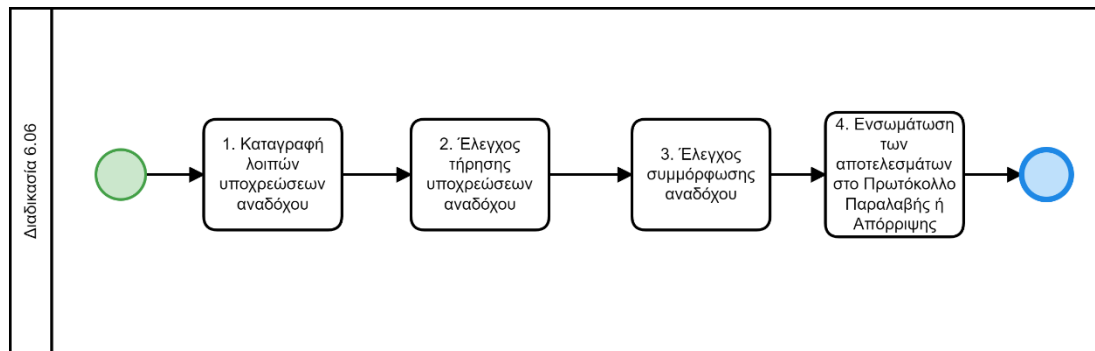 Διαδικασία 6.06
1. Καταγραφή
λοιπών
υποχρεώσεων
αναδόχου
2. Έλεγχος
τήρησης
υποχρεώσεων
αναδόχου
3. Έλεγχος
συμμόρφωσης
αναδόχου
4. Ενσωμάτωση
των
αποτελεσμάτων
στο Πρωτόκολλο
Παραλαβής ή
Απόρριψης